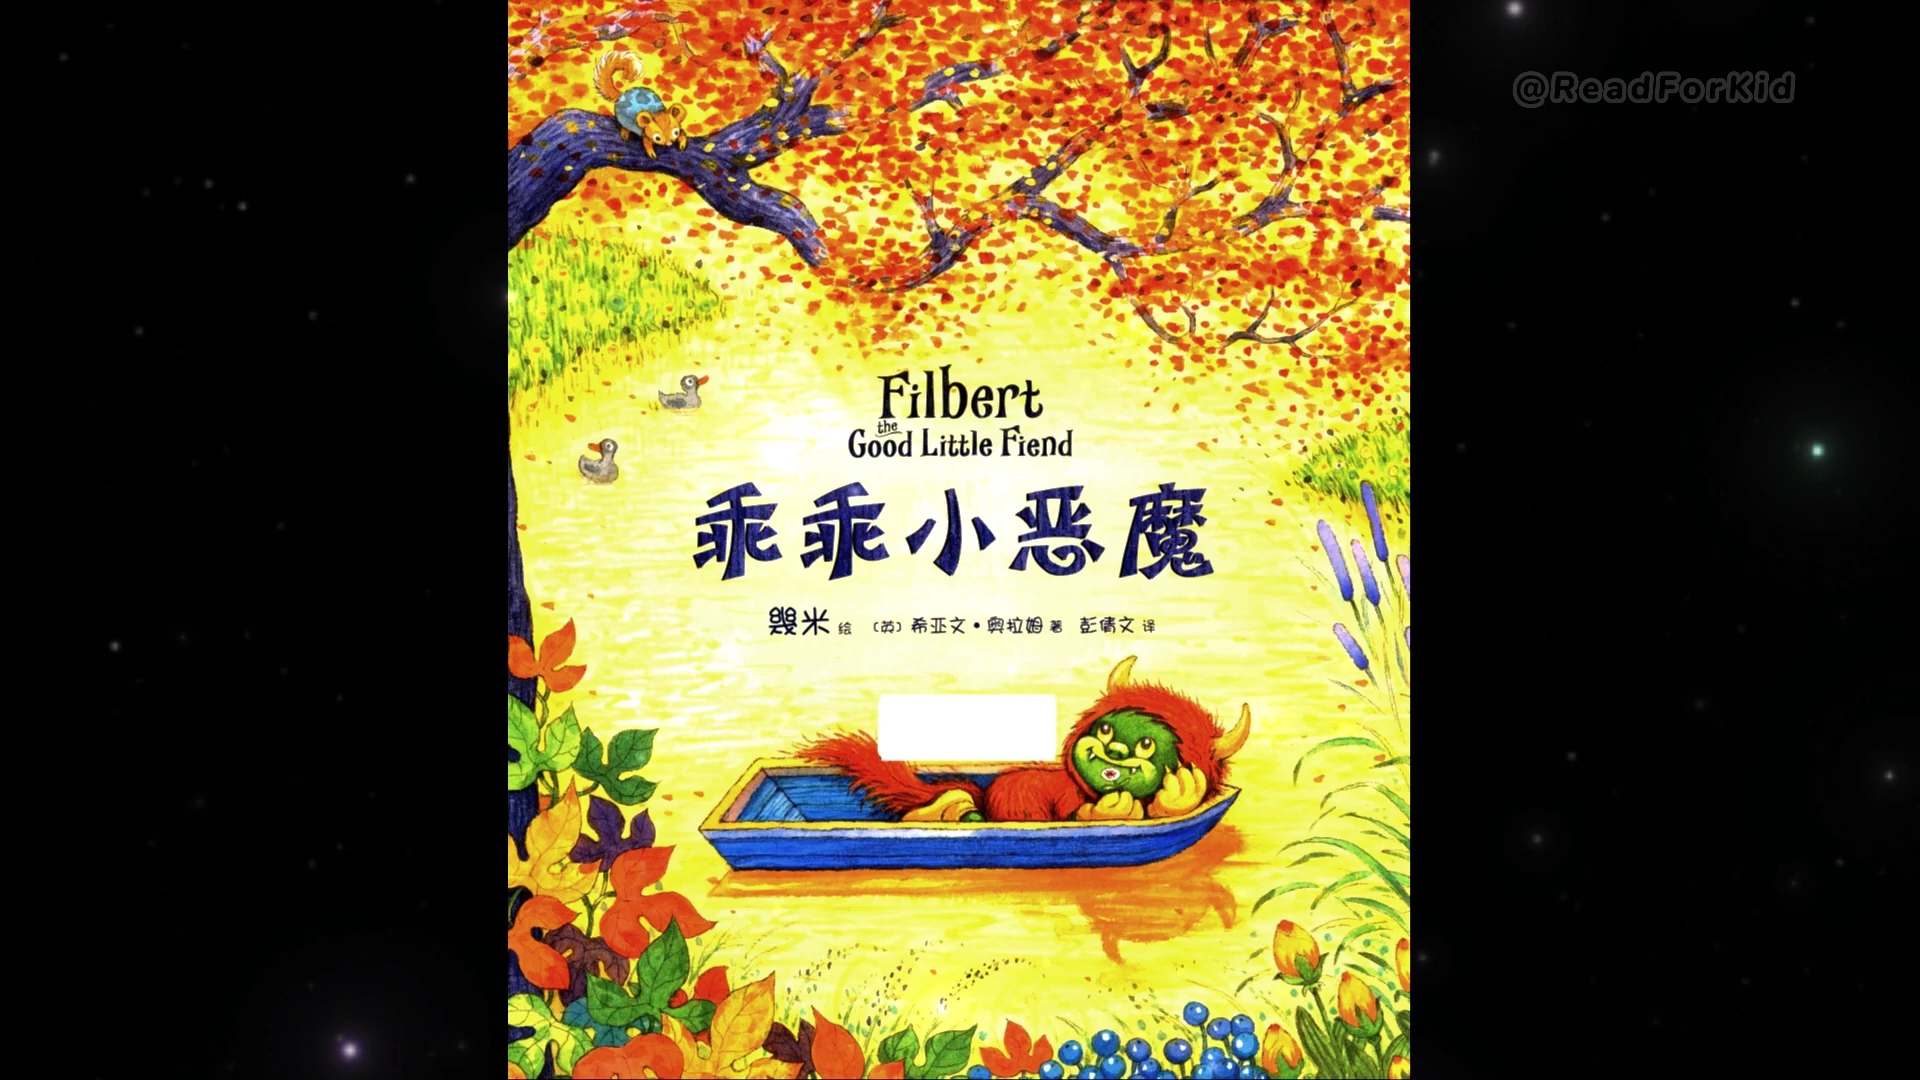 @ReadForKid
Filbert
the
Good Little Fiend
乖乖小恶魔
幾米 绘 (英) 希亚文·奥拉姆 著 彭倩文 译